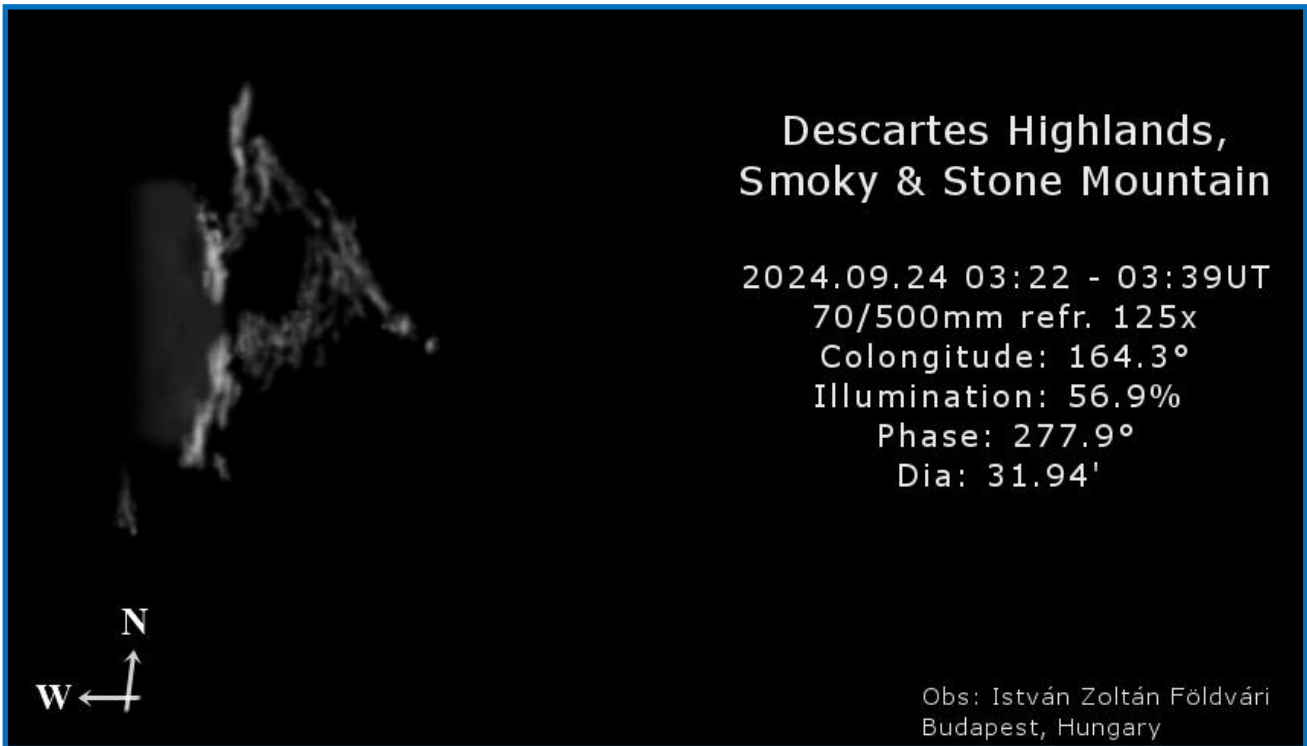 Descartes Highlands,
Smoky & Stone Mountain
2024.09.24 03:22 - 03:39UT
70/500mm refr. 125x
Colongitude: 164.3°
Illumination: 56.9%
Phase: 277.9°
Dia: 31.94'
N
W
Obs: István Zoltán Földvári
Budapest, Hungary